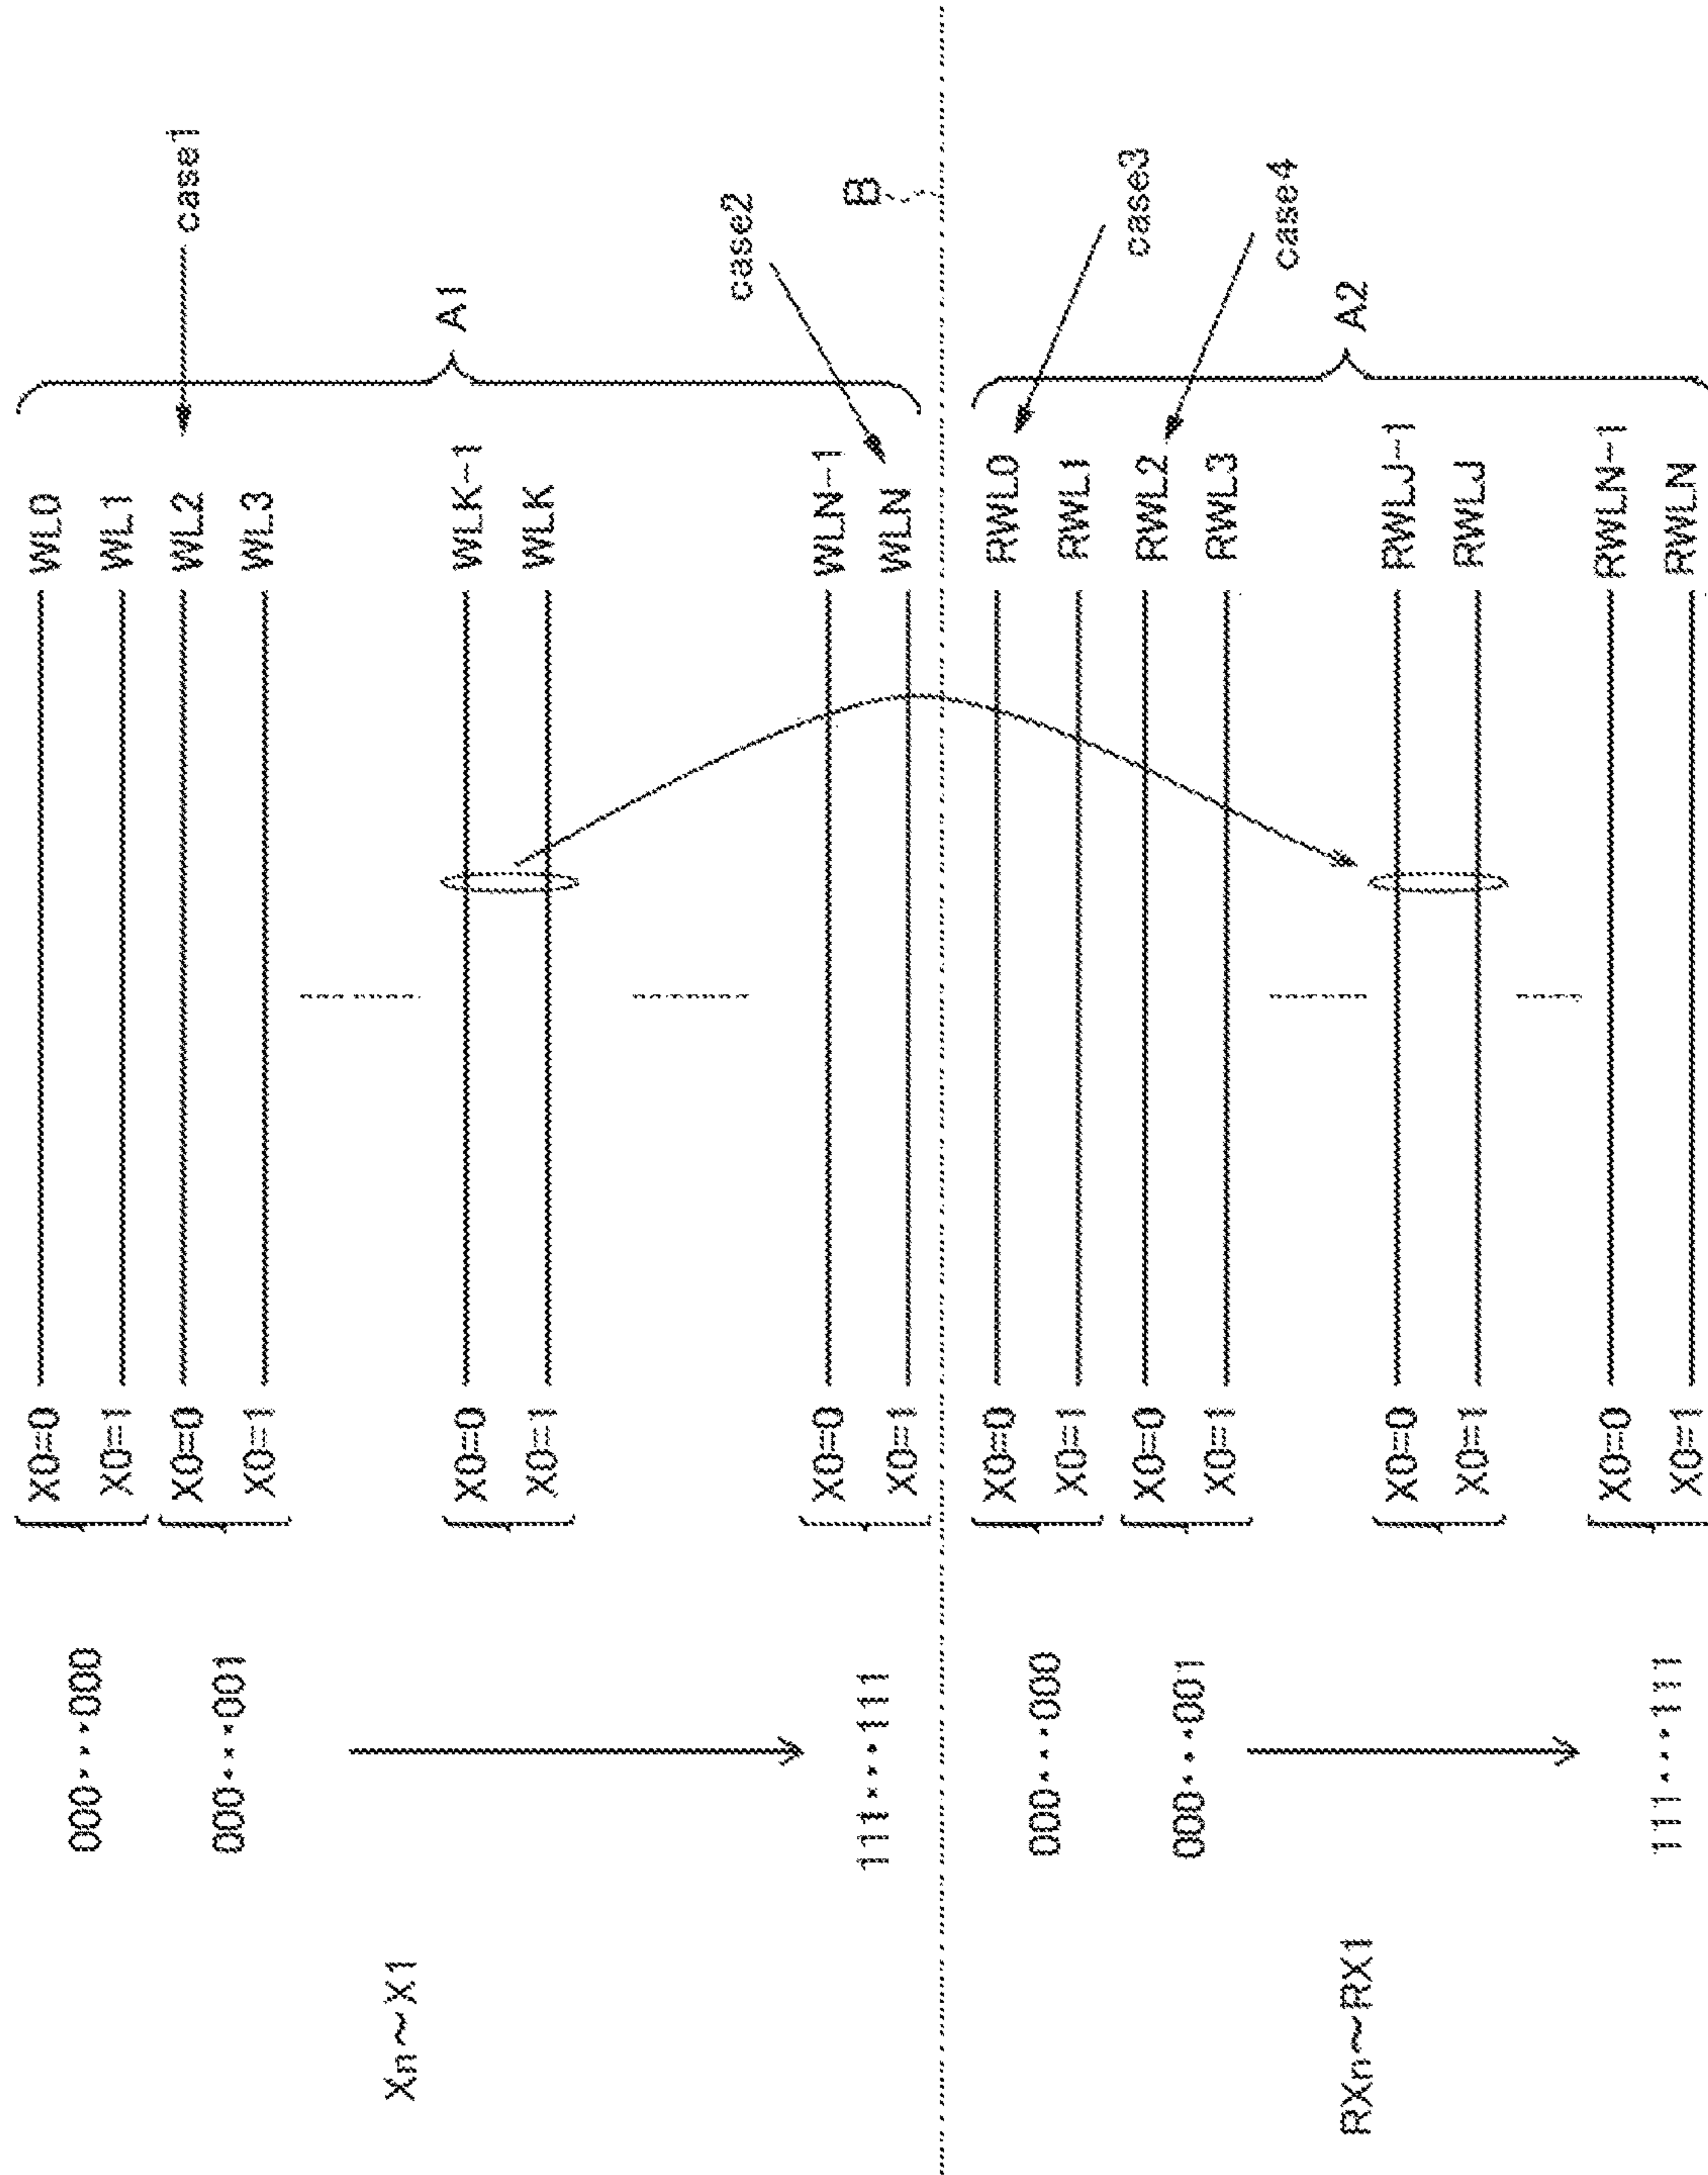 X0=0 WL0
000･･･000
X0=1 WL1
X0=0 WL2 case1
000･･･001
X0=1 WL3
Xn～X1
A1
X0=0 WLK-1
X0=1 WLK
case2
X0=0 WLN-1
111･･･111
B
X0=1 WLN
X0=0 RWL0
000･･･000
X0=1 RWL1
case3
X0=0 RWL2
000･･･001
X0=1 RWL3
case4
RXn～RX1
A2
X0=0 RWLJ-1
X0=1 RWLJ
X0=0 RWLN-1
111･･･111
X0=1 RWLN